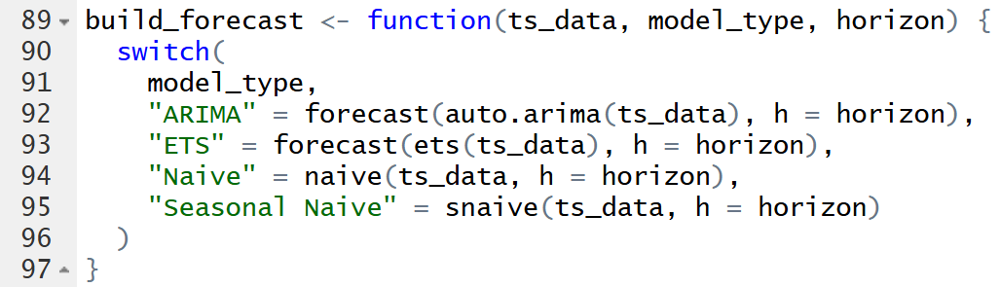 89 build_forecast <- function(ts_data, model_type, horizon) {
90   switch(
91     model_type,
92     "ARIMA" = forecast(auto.arima(ts_data), h = horizon),
93     "ETS" = forecast(ets(ts_data), h = horizon),
94     "Naive" = naive(ts_data, h = horizon),
95     "Seasonal Naive" = snaive(ts_data, h = horizon)
96   )
97 }